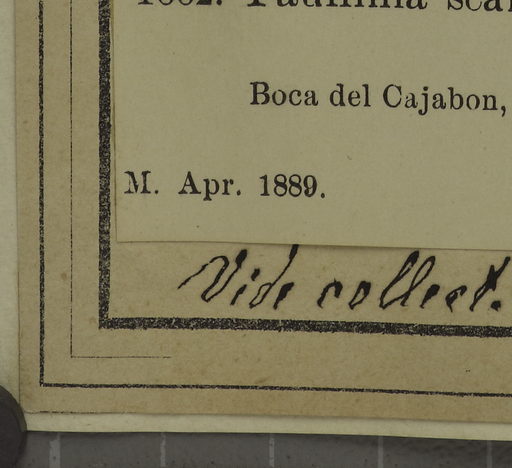 Boca del Cajabon,
M. Apr. 1889.
Vide collect.